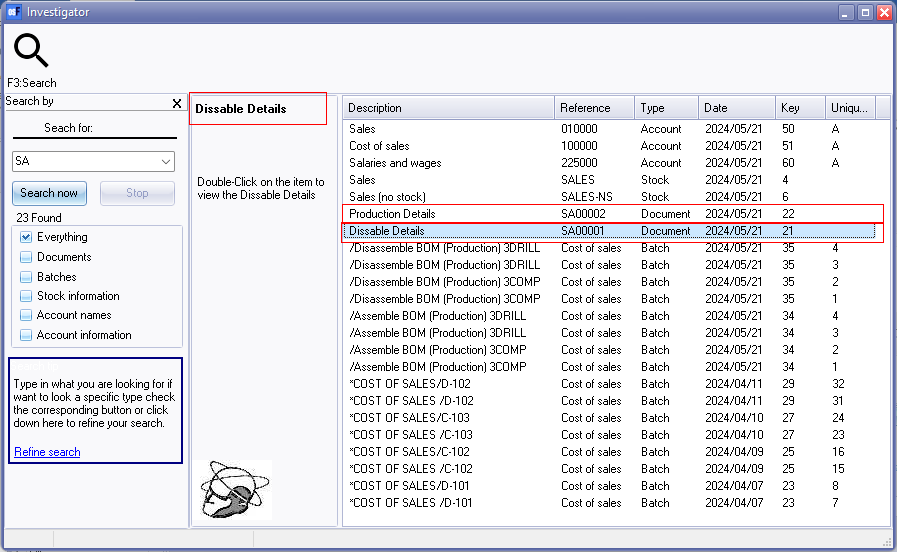 Investigator
F3:Search
Search by
Seach for:
SA
Search now Stop
23 Found
Everything
Documents
Batches
Stock information
Account names
Account information
Type in what you are looking for if
want to look a specific type check
the corresponding button or click
down here to refine your search.
Refine search
Dissable Details
Double-Click on the item to
view the Dissable Details
Description Reference Type Date Key Uniqu...
Sales 010000 Account 2024/05/21 50 A
Cost of sales 100000 Account 2024/05/21 51 A
Salaries and wages 225000 Account 2024/05/21 60 A
Sales SALES Stock 2024/05/21 4
Sales (no stock) SALES-NS Stock 2024/05/21 6
Production Details SA00002 Document 2024/05/21 22
Dissable Details SA00001 Document 2024/05/21 21
/Disassemble BOM (Production) 3DRILL Cost of sales Batch 2024/05/21 35 4
/Disassemble BOM (Production) 3DRILL Cost of sales Batch 2024/05/21 35 3
/Disassemble BOM (Production) 3COMP Cost of sales Batch 2024/05/21 35 2
/Disassemble BOM (Production) 3COMP Cost of sales Batch 2024/05/21 35 1
/Assemble BOM (Production) 3DRILL Cost of sales Batch 2024/05/21 34 4
/Assemble BOM (Production) 3DRILL Cost of sales Batch 2024/05/21 34 3
/Assemble BOM (Production) 3COMP Cost of sales Batch 2024/05/21 34 2
/Assemble BOM (Production) 3COMP Cost of sales Batch 2024/05/21 34 1
*COST OF SALES/D-102 Cost of sales Batch 2024/04/11 29 32
*COST OF SALES /D-102 Cost of sales Batch 2024/04/11 29 31
*COST OF SALES/C-103 Cost of sales Batch 2024/04/10 27 24
*COST OF SALES /C-103 Cost of sales Batch 2024/04/10 27 23
*COST OF SALES/C-102 Cost of sales Batch 2024/04/09 25 16
*COST OF SALES /C-102 Cost of sales Batch 2024/04/09 25 15
*COST OF SALES/D-101 Cost of sales Batch 2024/04/07 23 8
*COST OF SALES /D-101 Cost of sales Batch 2024/04/07 23 7